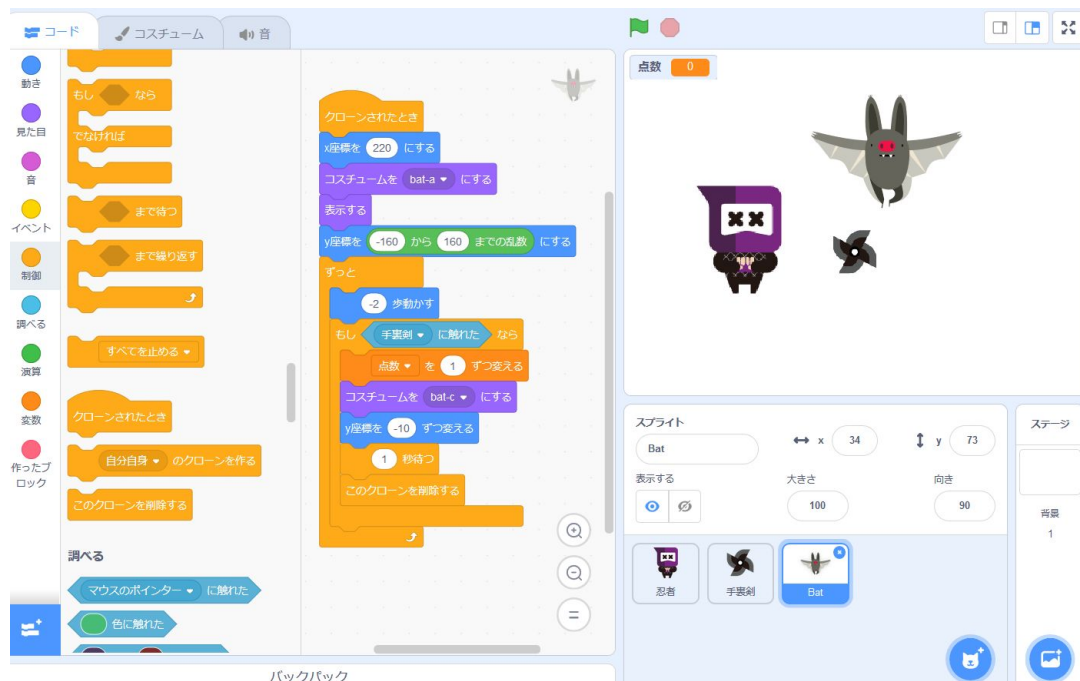 コード
コスチューム
音
動き
見た目
音
イベント
制御
調べる
演算
変数
作ったブ
ロック
もし なら
でなければ
まで待つ
まで繰り返す
すべてを止める
クローンされたとき
自分自身 のクローンを作る
このクローンを削除する
調べる
マウスのポインター に触れた
色に触れた
クローンされたとき
x座標を 220 にする
コスチュームを bat-a にする
表示する
y座標を -160 から 160 までの乱数 にする
ずっと
-2 歩動かす
もし 手裏剣 に触れた なら
点数 を 1 ずつ変える
コスチュームを bat-c にする
y座標を -10 ずつ変える
1 秒待つ
このクローンを削除する
バックパック
点数 0
スプライト
Bat
x 34
y 73
表示する
大きさ
100
向き
90
忍者
手裏剣
Bat
ステージ
背景
1